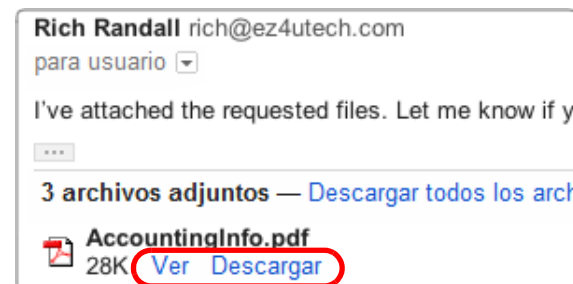 Rich Randall rich@ez4utech.com
para usuario
I've attached the requested files. Let me know if y
3 archivos adjuntos — Descargar todos los arch
AccountingInfo.pdf
28K Ver Descargar